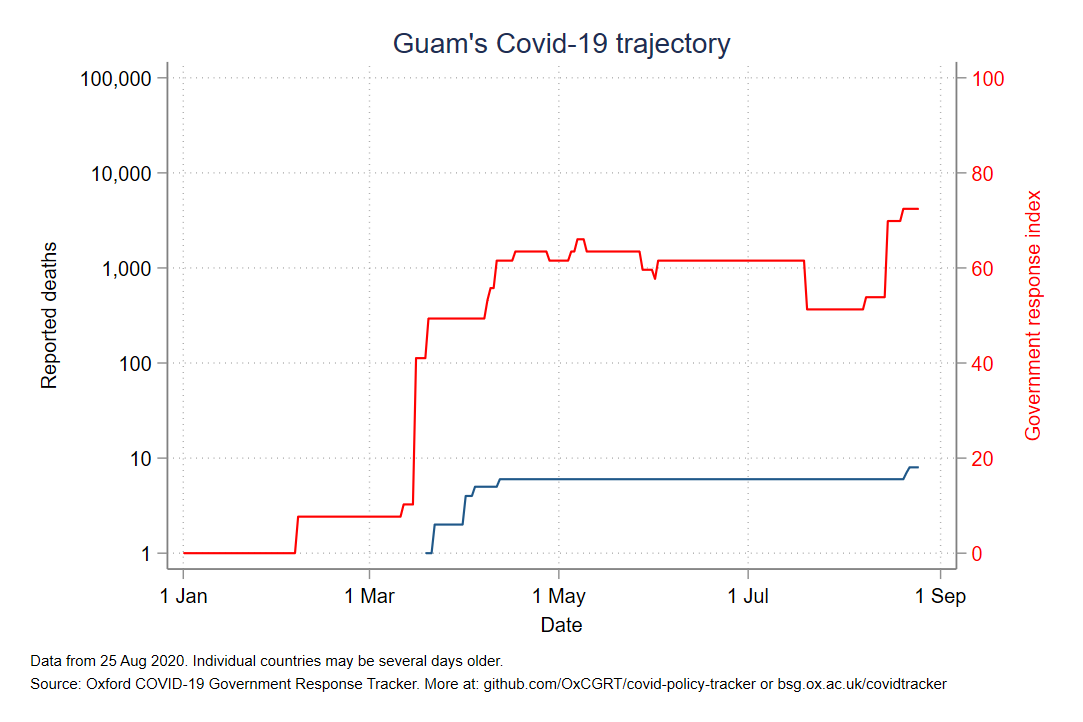 Guam's Covid-19 trajectory
100,000
10,000
1,000
100
10
1
Reported deaths
100
80
60
40
20
0
Government response index
1 Jan
1 Mar
1 May
1 Jul
1 Sep
Date
Data from 25 Aug 2020. Individual countries may be several days older.
Source: Oxford COVID-19 Government Response Tracker. More at: github.com/OxCGRT/covid-policy-tracker or bsg.ox.ac.uk/covidtracker